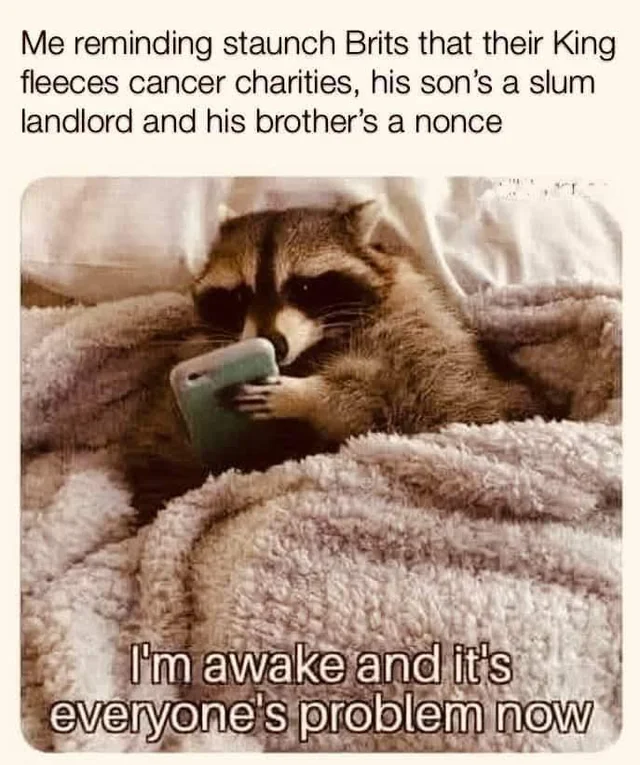 Me reminding staunch Brits that their King
fleeces cancer charities, his son's a slum
landlord and his brother's a nonce
I'm awake and it's
everyone's problem now